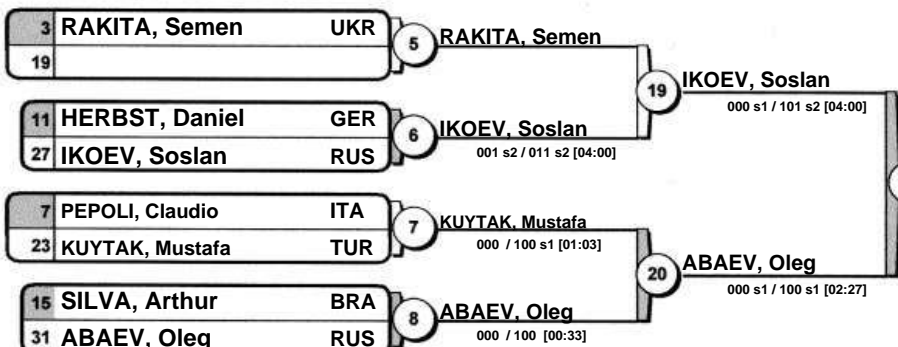 3 RAKITA, Semen UKR
19
5 RAKITA, Semen
11 HERBST, Daniel GER
27 IKOEV, Soslan RUS
6 IKOEV, Soslan
001 s2 / 011 s2 [04:00]
19 IKOEV, Soslan
000 s1 / 101 s2 [04:00]
7 PEPOLI, Claudio ITA
23 KUYTAK, Mustafa TUR
7 KUYTAK, Mustafa
000 / 100 s1 [01:03]
15 SILVA, Arthur BRA
31 ABAEV, Oleg RUS
8 ABAEV, Oleg
000 / 100 [00:33]
20 ABAEV, Oleg
000 s1 / 100 s1 [02:27]